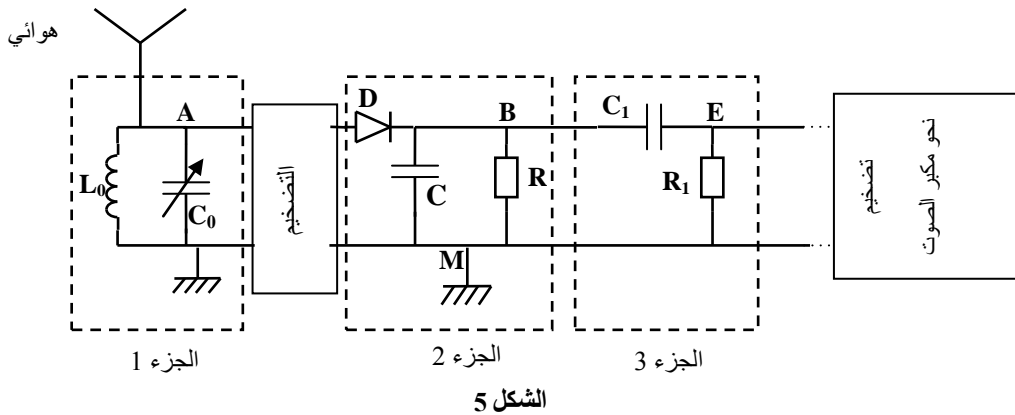 هوائي
A
D
B
C₁
E
L₀
C₀
التضخيم
C
R
R₁
تضخيم
نحو مكبر الصوت
M
الجزء 1
الجزء 2
الجزء 3
الشكل 5